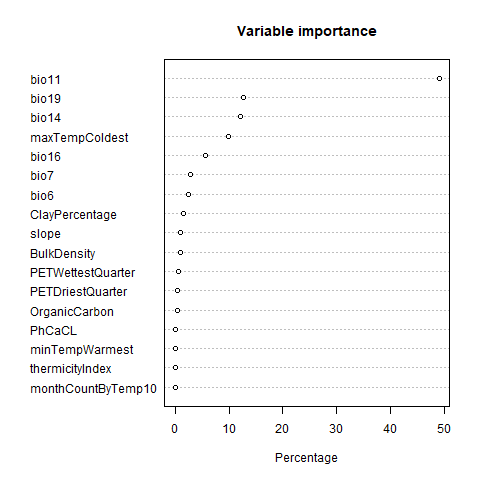 Variable importance
bio11
bio19
bio14
maxTempColdest
bio16
bio7
bio6
ClayPercentage
slope
BulkDensity
PETWettestQuarter
PETDriestQuarter
OrganicCarbon
PhCaCL
minTempWarmest
thermicityIndex
monthCountByTemp10
0 10 20 30 40 50
Percentage